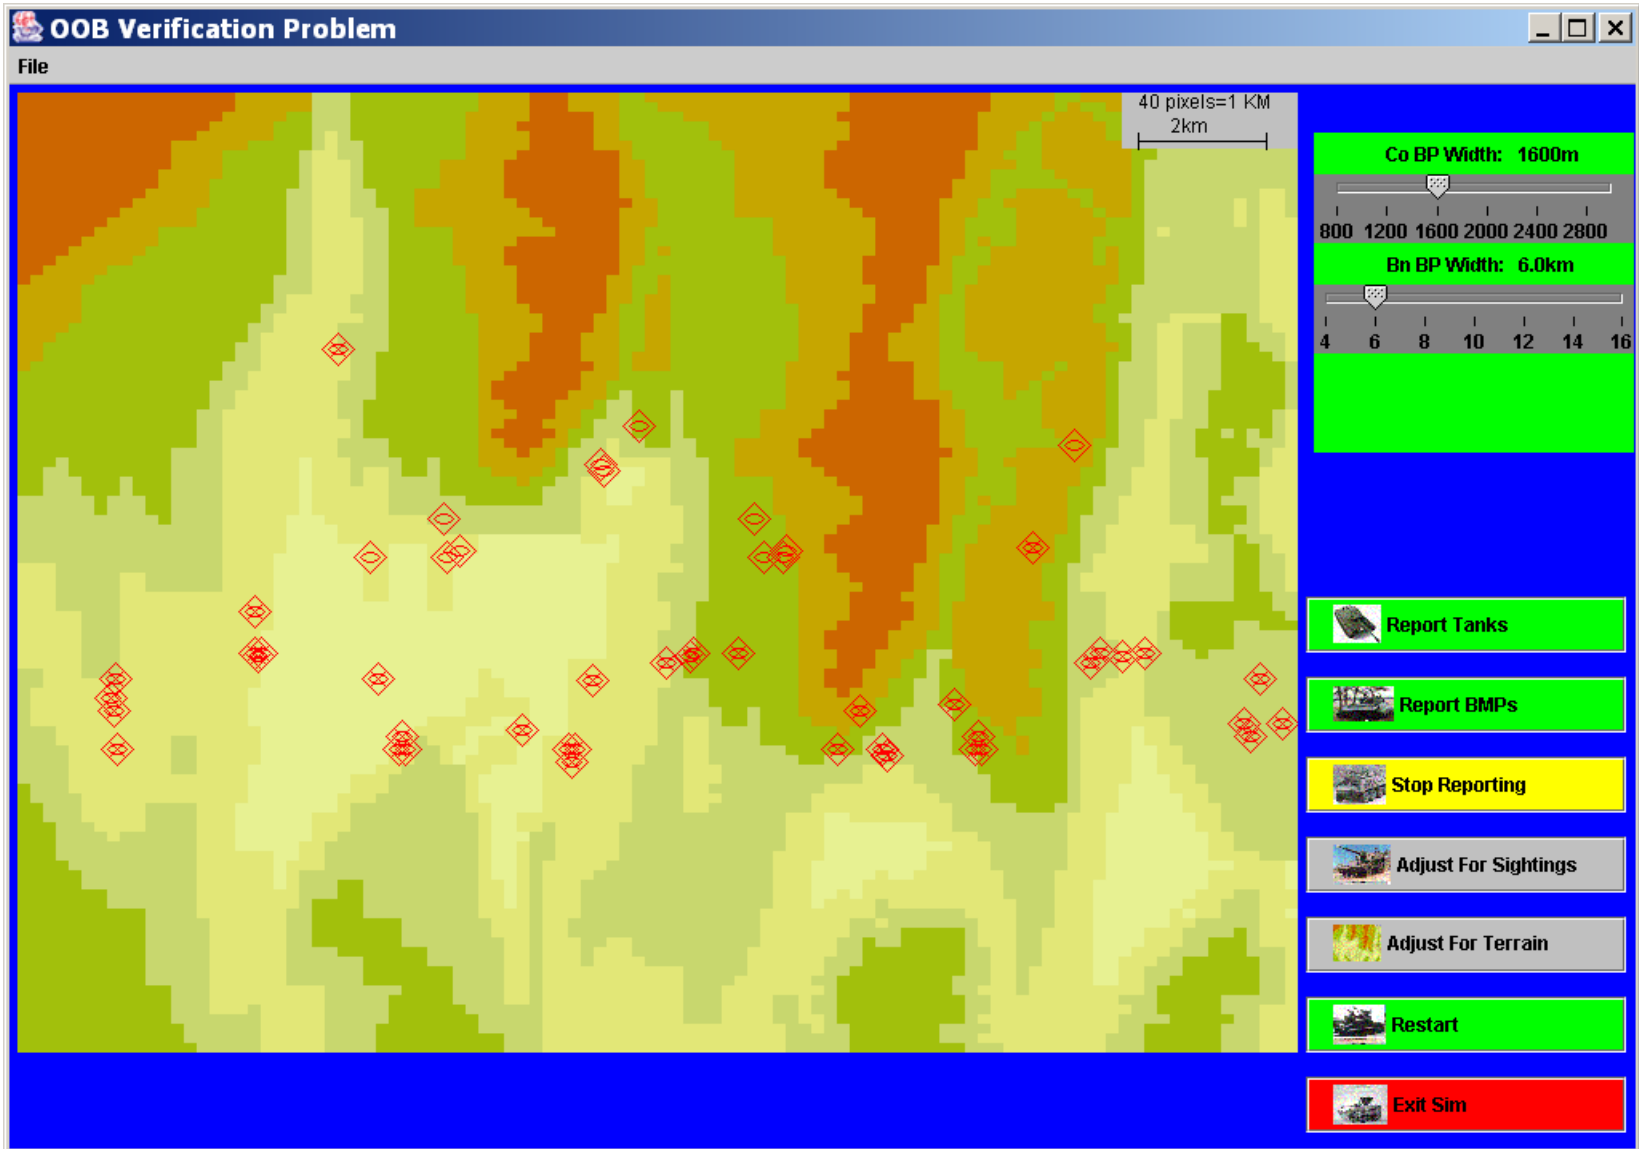 OOB Verification Problem
File
40 pixels=1 KM
2km
Co BP Width: 1600m
800 1200 1600 2000 2400 2800
Bn BP Width: 6.0km
4 6 8 10 12 14 16
Report Tanks
Report BMPs
Stop Reporting
Adjust For Sightings
Adjust For Terrain
Restart
Exit Sim